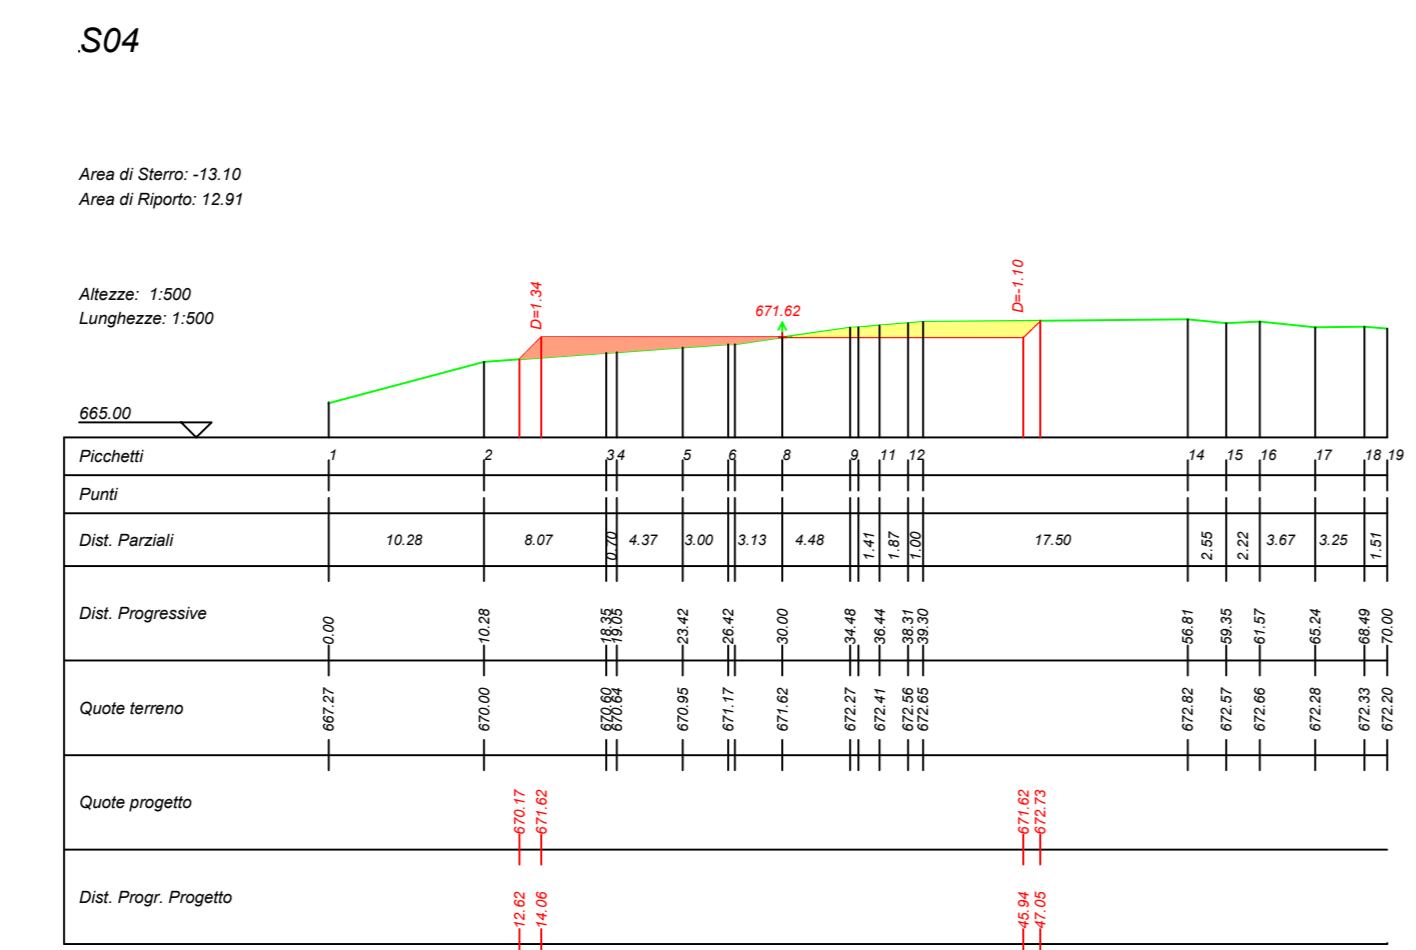 .S04
Area di Sterro: -13.10
Area di Riporto: 12.91
Altezze: 1:500
Lunghezze: 1:500
D=1.34
671.62
D=-1.10
665.00
Picchetti 1 2 3 4 5 6 8 9 11 12 14 15 16 17 18 19
Punti
Dist. Parziali 10.28 8.07 0.70 4.37 3.00 3.13 4.48 1.41 1.87 1.00 17.50 2.55 2.22 3.67 3.25 1.51
Dist. Progressive 0.00 10.28 18.35 19.05 23.42 26.42 30.00 34.48 36.44 38.31 39.30 56.81 59.35 61.57 65.24 68.49 70.00
Quote terreno 667.27 670.00 670.60 670.64 670.95 671.17 671.62 672.27 672.41 672.56 672.65 672.82 672.57 672.66 672.28 672.33 672.20
Quote progetto 670.17 671.62 671.62 672.73
Dist. Progr. Progetto 12.62 14.06 45.94 47.05